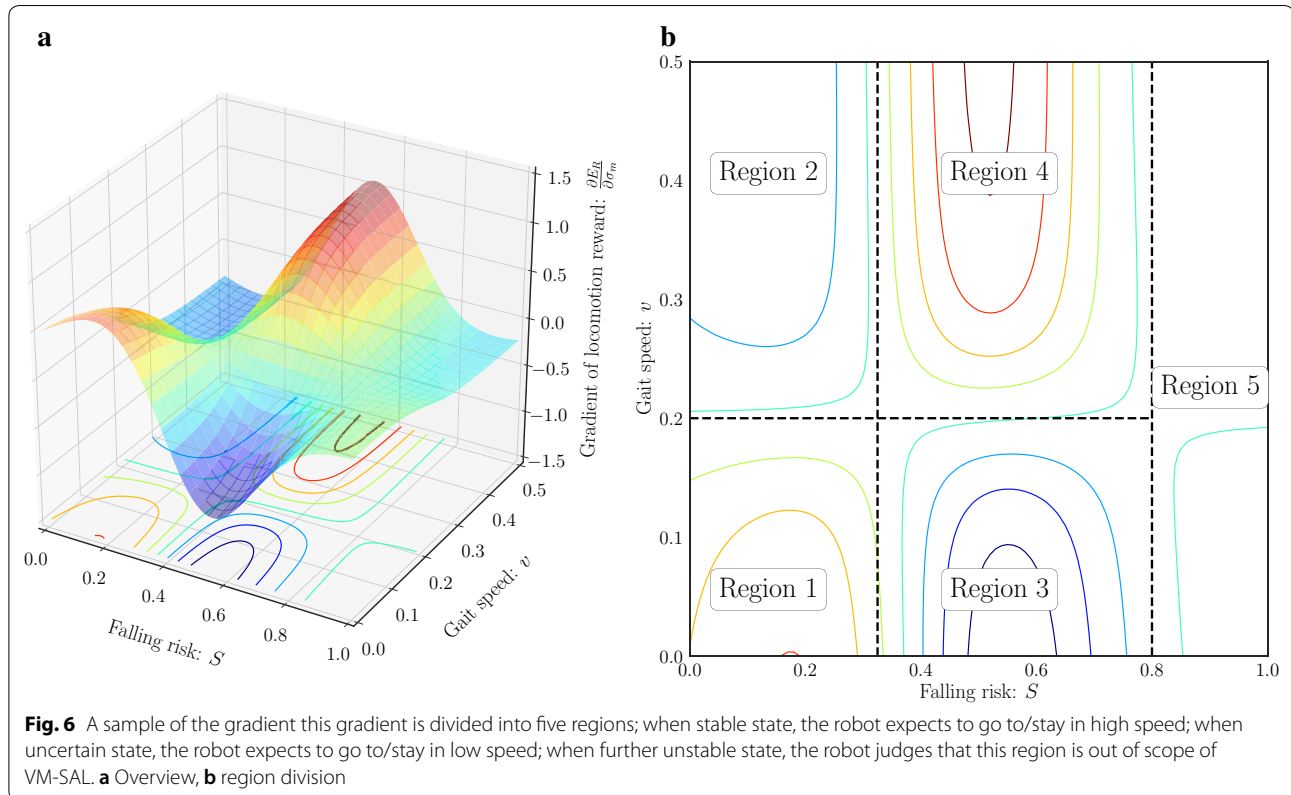 a
1.5
1.0
0.5
0.0
−0.5
−1.0
−1.5
Gradient of locomotion reward: ∂E_R/∂σ_m
0.0
0.2
0.4
0.6
0.8
1.0
Falling risk: S
0.0
0.1
0.2
0.3
0.4
0.5
Gait speed: v
b
0.5
0.4
0.3
0.2
0.1
0.0
Gait speed: v
Region 2
Region 4
Region 5
Region 1
Region 3
0.0
0.2
0.4
0.6
0.8
1.0
Falling risk: S
Fig. 6 A sample of the gradient this gradient is divided into five regions; when stable state, the robot expects to go to/stay in high speed; when
uncertain state, the robot expects to go to/stay in low speed; when further unstable state, the robot judges that this region is out of scope of
VM-SAL. a Overview, b region division